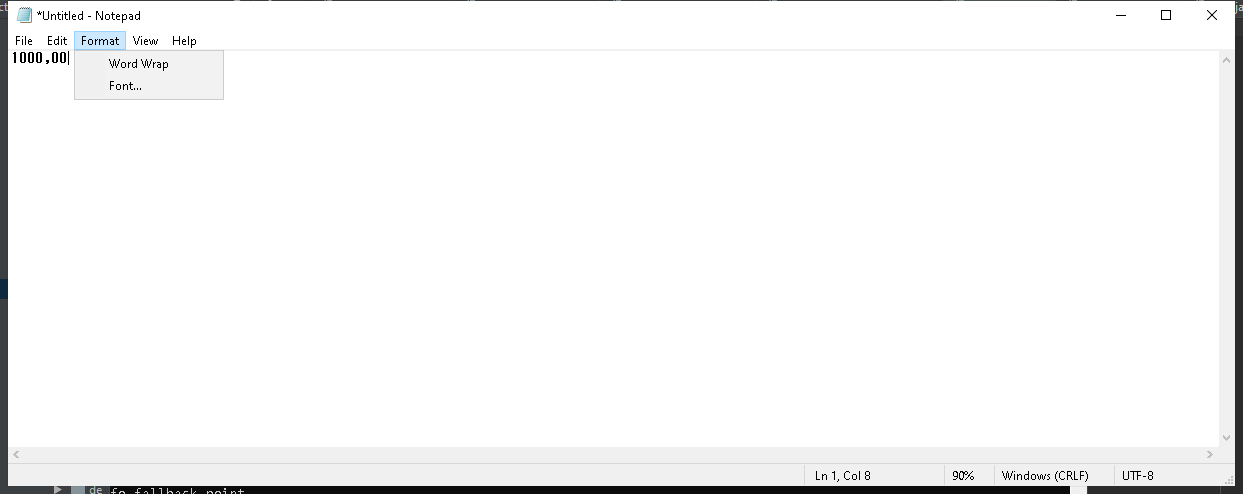 *Untitled - Notepad
File Edit Format View Help
1000,00
Word Wrap
Font...
Ln 1, Col 8 90% Windows (CRLF) UTF-8
de fo fallback point